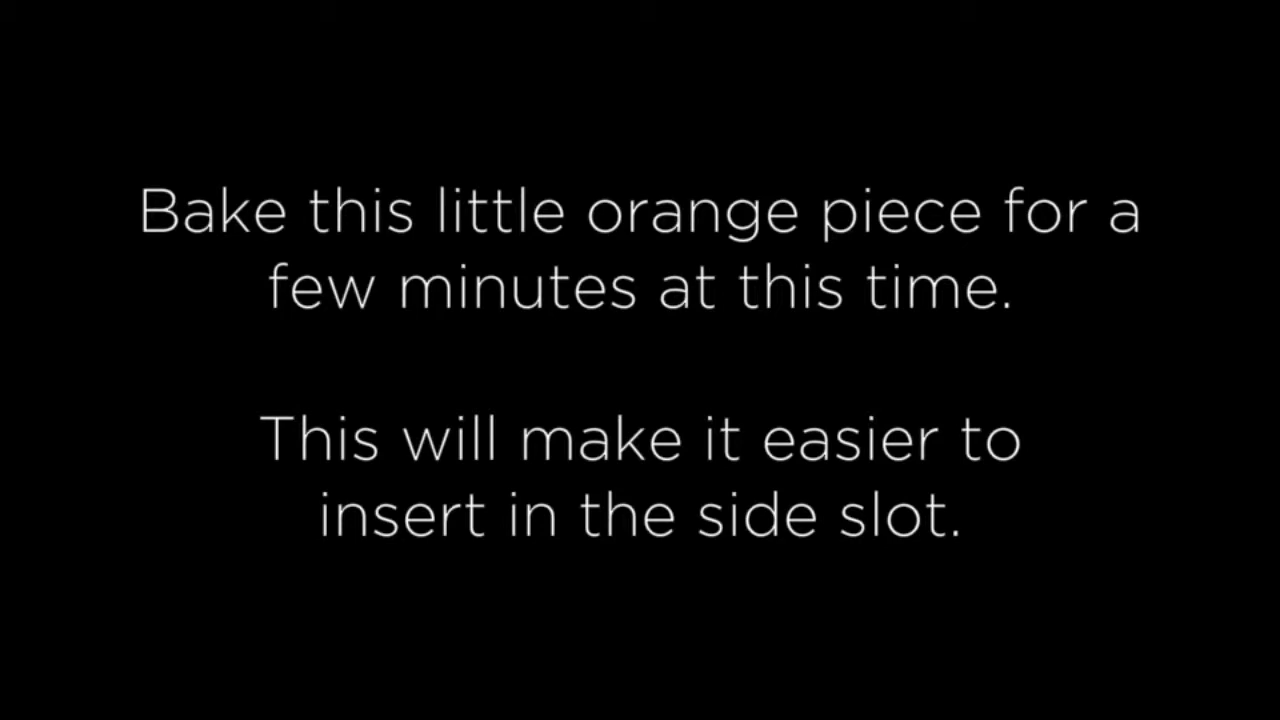 Bake this little orange piece for a
few minutes at this time.
This will make it easier to
insert in the side slot.